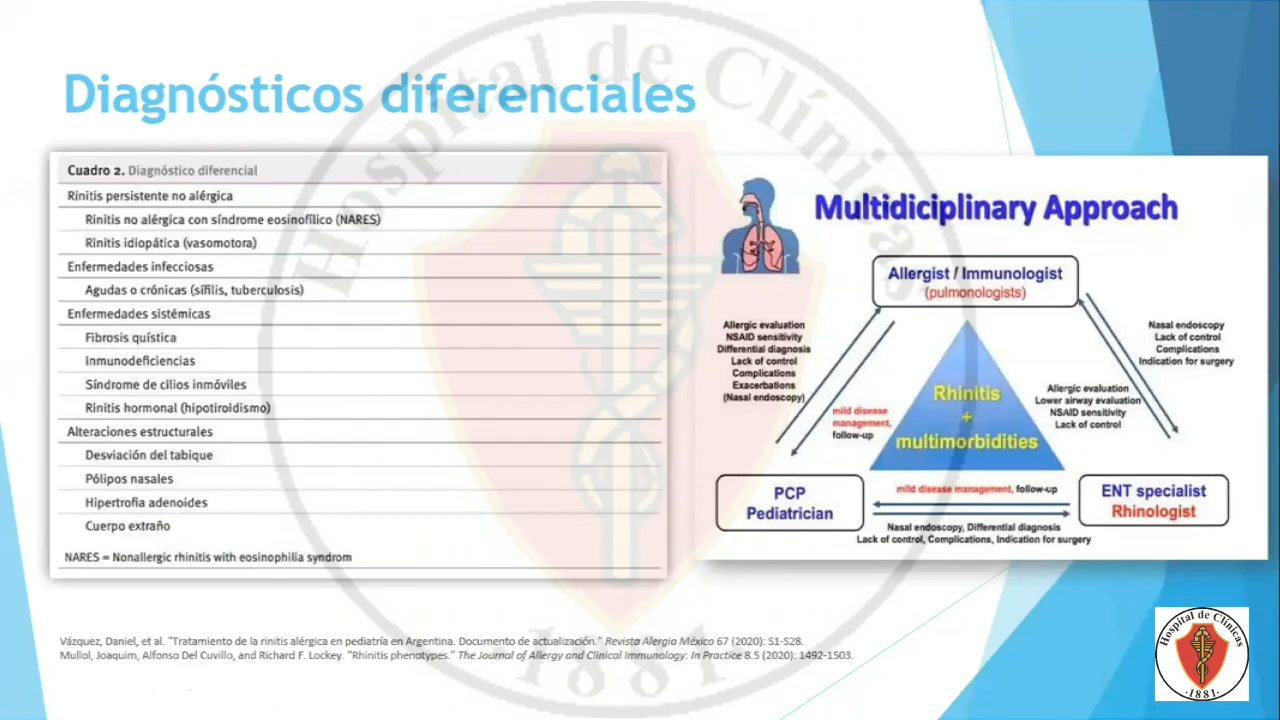 Diagnósticos diferenciales
Cuadro 2. Diagnóstico diferencial
Rinitis persistente no alérgica
Rinitis no alérgica con síndrome eosinofílico (NARES)
Rinitis idiopática (vasomotora)
Enfermedades infecciosas
Agudas o crónicas (sífilis, tuberculosis)
Enfermedades sistémicas
Fibrosis quística
Inmunodeficiencias
Síndrome de cilios inmóviles
Rinitis hormonal (hipotiroidismo)
Alteraciones estructurales
Desviación del tabique
Pólipos nasales
Hipertrofia adenoides
Cuerpo extraño
NARES = Nonallergic rhinitis with eosinophilia syndrom
Multidiciplinary Approach
Allergist / Immunologist
(pulmonologists)
Allergic evaluation
NSAID sensitivity
Differential diagnosis
Lack of control
Complications
Exacerbations
(Nasal endoscopy)
mild disease
management,
follow-up
Rhinitis
+
multimorbidities
Nasal endoscopy
Lack of control
Complications
Indication for surgery
Allergic evaluation
Lower airway evaluation
NSAID sensitivity
Lack of control
PCP
Pediatrician
mild disease management, follow-up
Nasal endoscopy, Differential diagnosis
Lack of control, Complications, Indication for surgery
ENT specialist
Rhinologist
Vázquez, Daniel, et al. "Tratamiento de la rinitis alérgica en pediatría en Argentina. Documento de actualización." Revista Alergia México 67 (2020): S1-S28.
Mullol, Joaquim, Alfonso Del Cuvillo, and Richard F. Lockey. "Rhinitis phenotypes." The Journal of Allergy and Clinical Immunology: In Practice 8.5 (2020): 1492-1503.
Hospital de Clínicas
1881
Hospital de Clínicas
·1881·